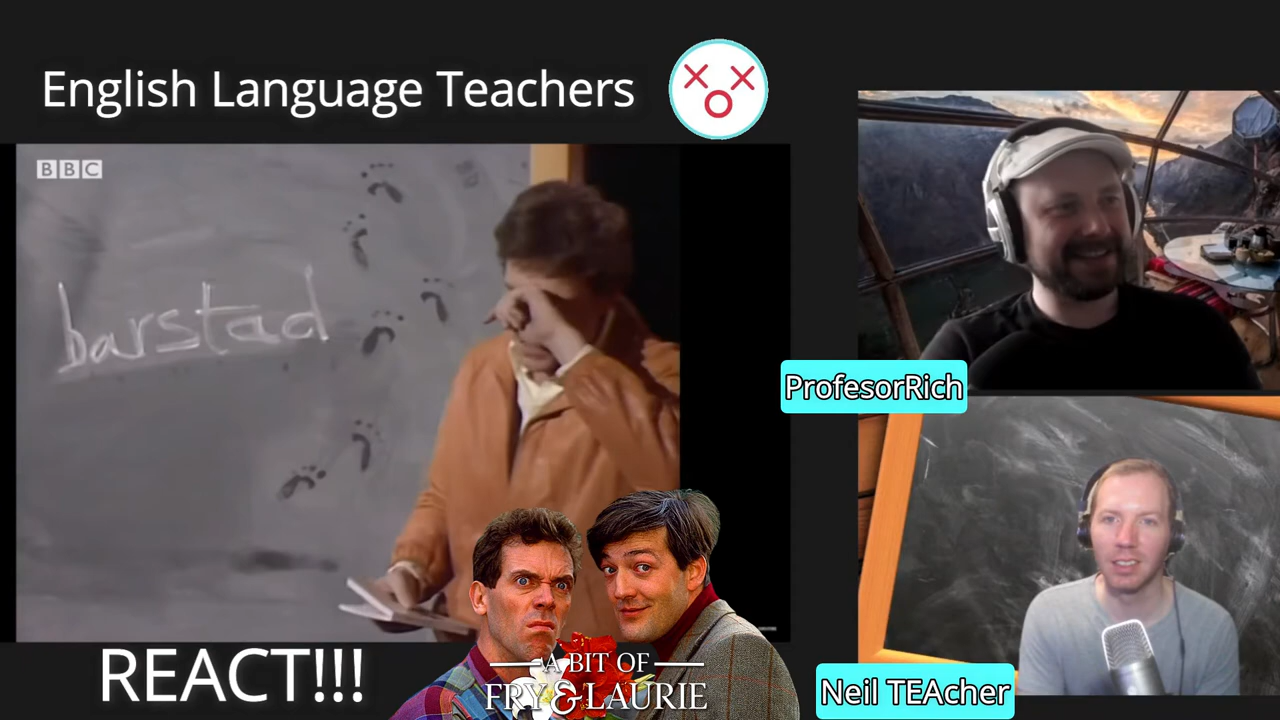 English Language Teachers
BBC
barstad
ProfesorRich
REACT!!!
A BIT OF
FRY & LAURIE
Neil TEAcher